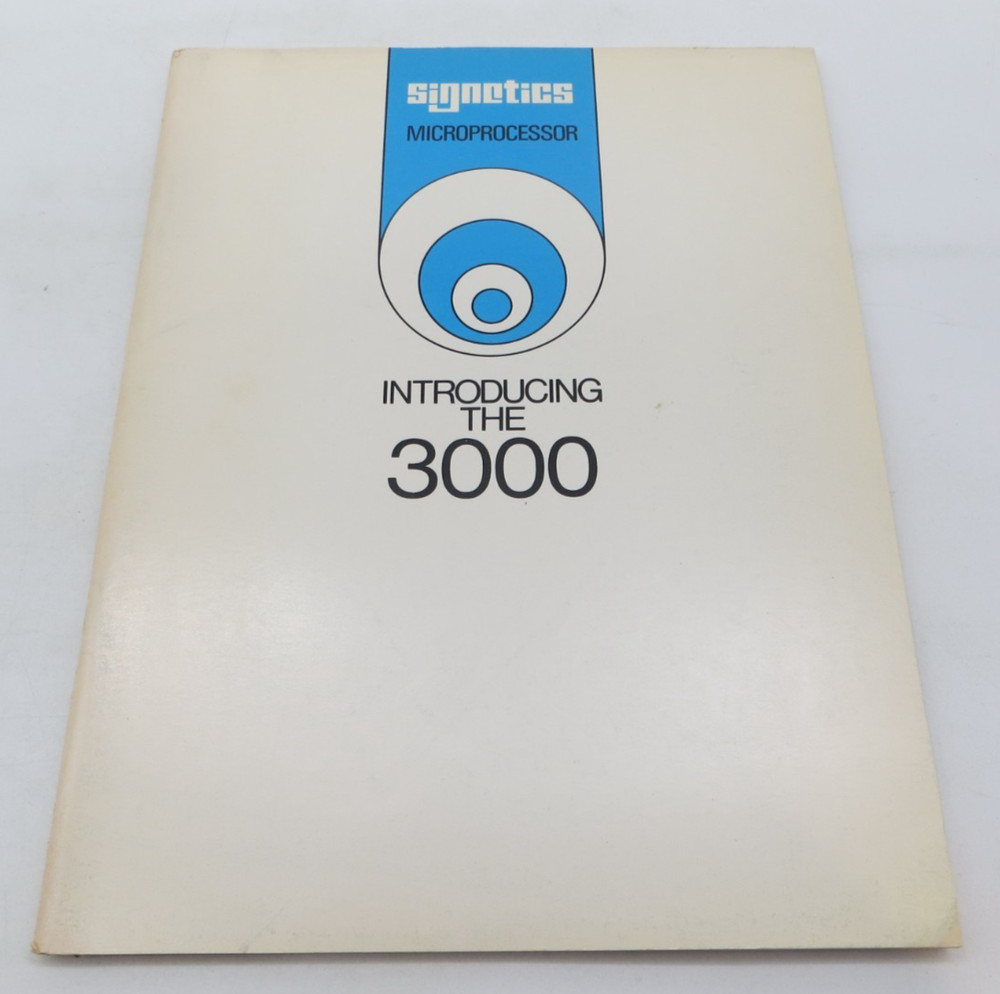 signetics
MICROPROCESSOR
INTRODUCING
THE
3000